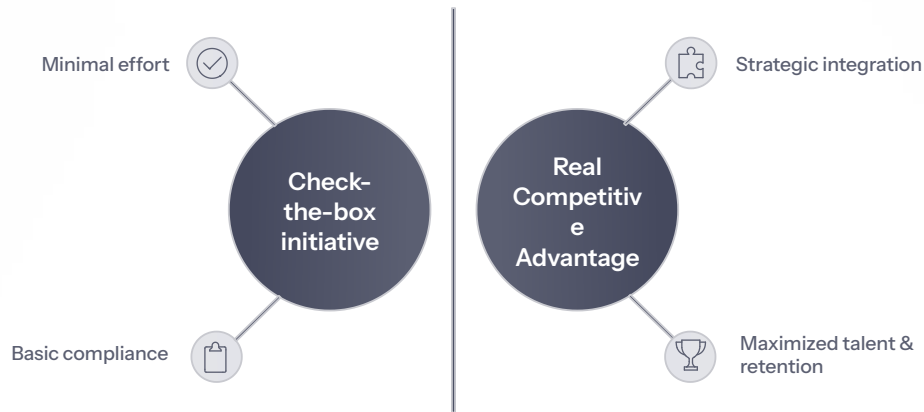 Minimal effort
Check-
the-box
initiative
Basic compliance
Strategic integration
Real
Competitiv
e
Advantage
Maximized talent &
retention